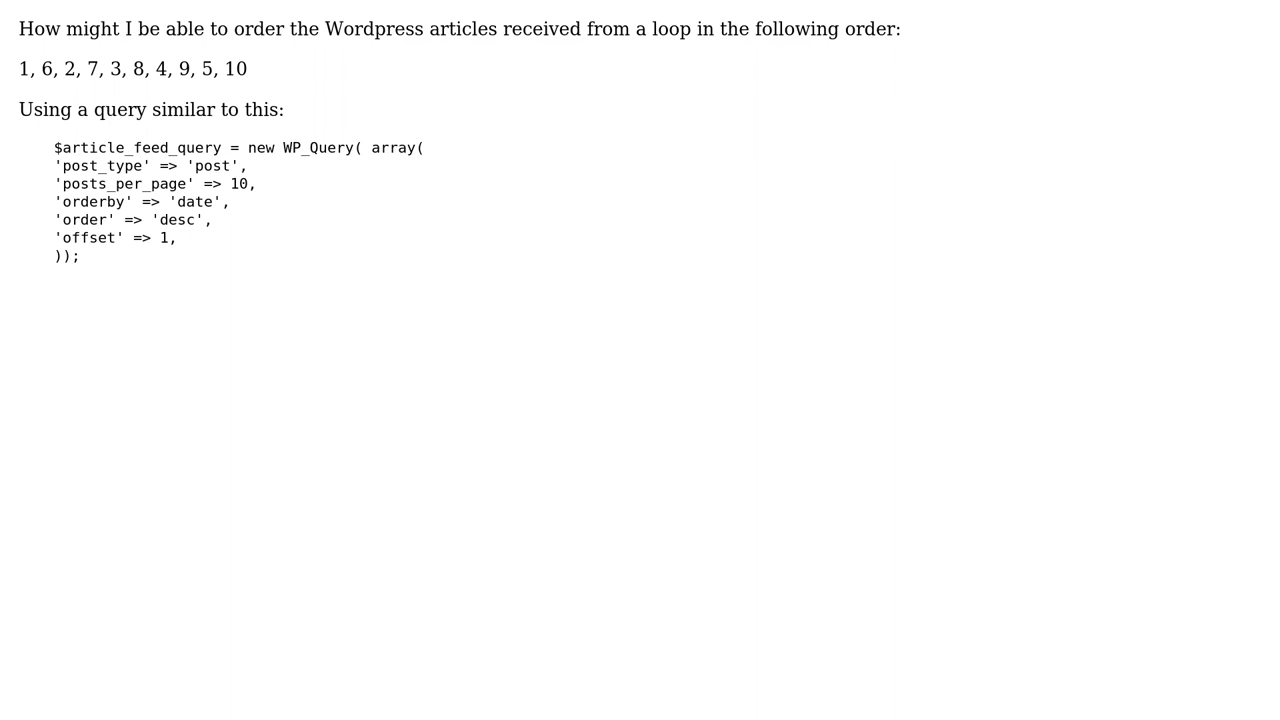 How might I be able to order the Wordpress articles received from a loop in the following order:
1, 6, 2, 7, 3, 8, 4, 9, 5, 10
Using a query similar to this:
$article_feed_query = new WP_Query( array(
'post_type' => 'post',
'posts_per_page' => 10,
'orderby' => 'date',
'order' => 'desc',
'offset' => 1,
));